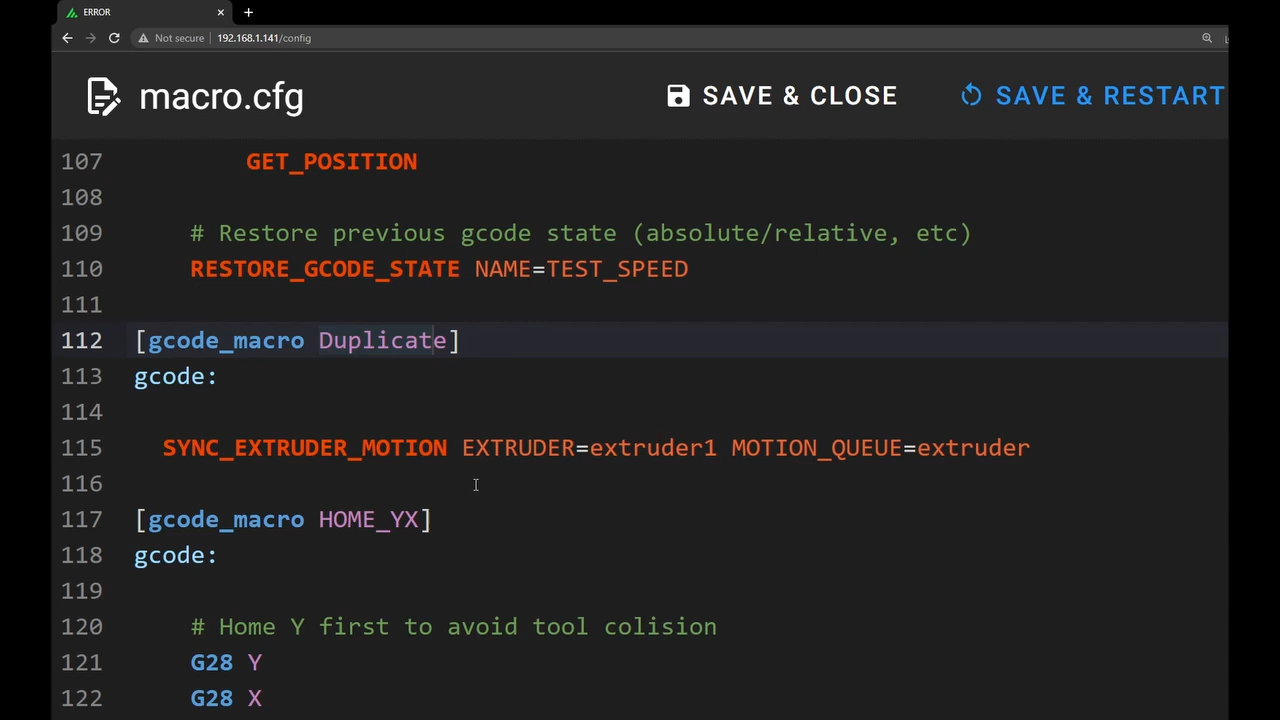 ERROR
Not secure 192.168.1.141/config
macro.cfg SAVE & CLOSE SAVE & RESTART
107 GET_POSITION
108
109 # Restore previous gcode state (absolute/relative, etc)
110 RESTORE_GCODE_STATE NAME=TEST_SPEED
111
112 [gcode_macro Duplicate]
113 gcode:
114
115 SYNC_EXTRUDER_MOTION EXTRUDER=extruder1 MOTION_QUEUE=extruder
116
117 [gcode_macro HOME_YX]
118 gcode:
119
120 # Home Y first to avoid tool colision
121 G28 Y
122 G28 X